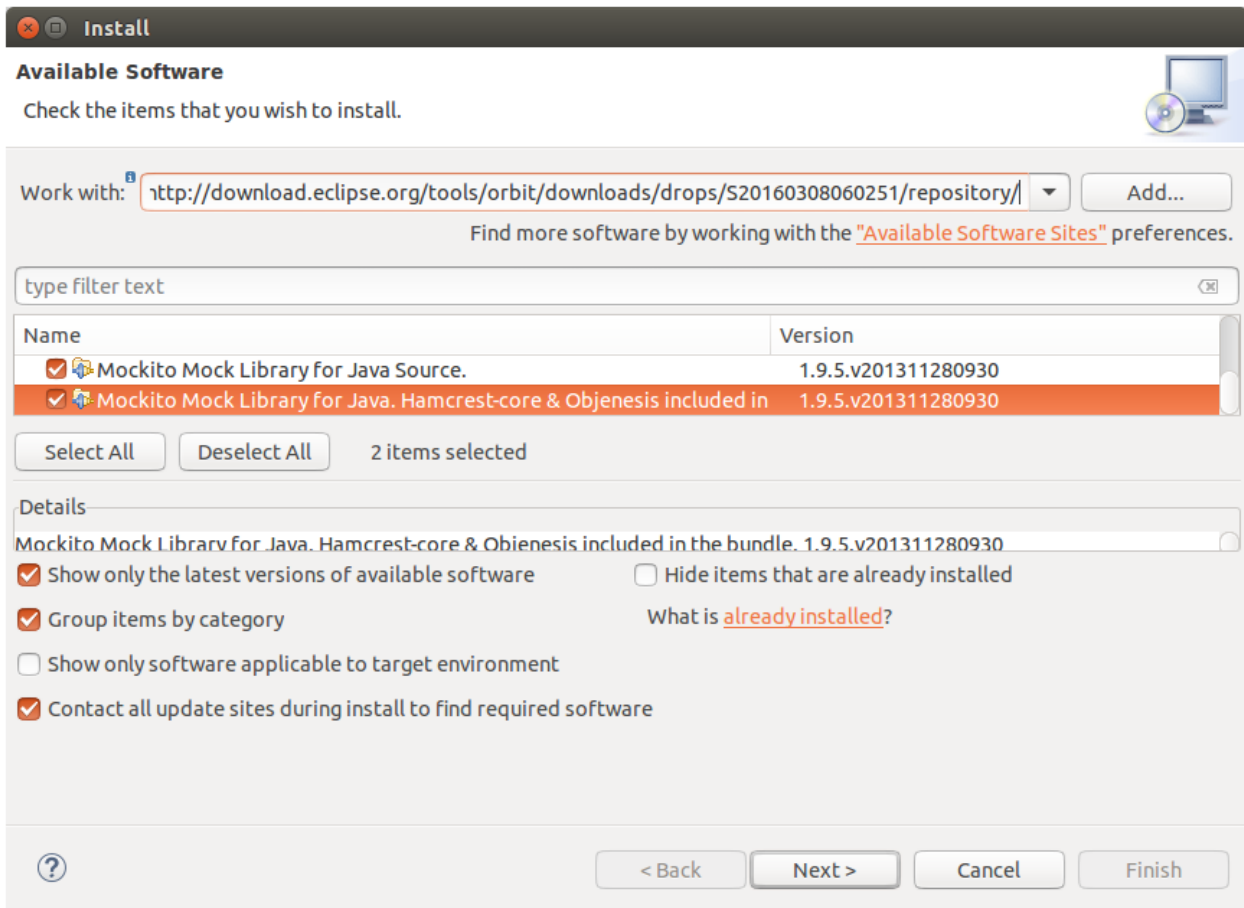 Install
Available Software
Check the items that you wish to install.
Work with: http://download.eclipse.org/tools/orbit/downloads/drops/S20160308060251/repository/ Add...
Find more software by working with the "Available Software Sites" preferences.
type filter text
Name Version
Mockito Mock Library for Java Source. 1.9.5.v201311280930
Mockito Mock Library for Java. Hamcrest-core & Objenesis included in 1.9.5.v201311280930
Select All Deselect All 2 items selected
Details
Mockito Mock Library for Java. Hamcrest-core & Objenesis included in the bundle. 1.9.5.v201311280930
Show only the latest versions of available software Hide items that are already installed
Group items by category What is already installed?
Show only software applicable to target environment
Contact all update sites during install to find required software
< Back Next > Cancel Finish